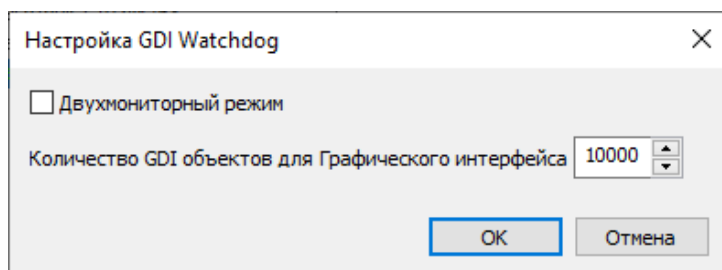 Настройка GDI Watchdog
Двухмониторный режим
Количество GDI объектов для Графического интерфейса 10000
OK Отмена